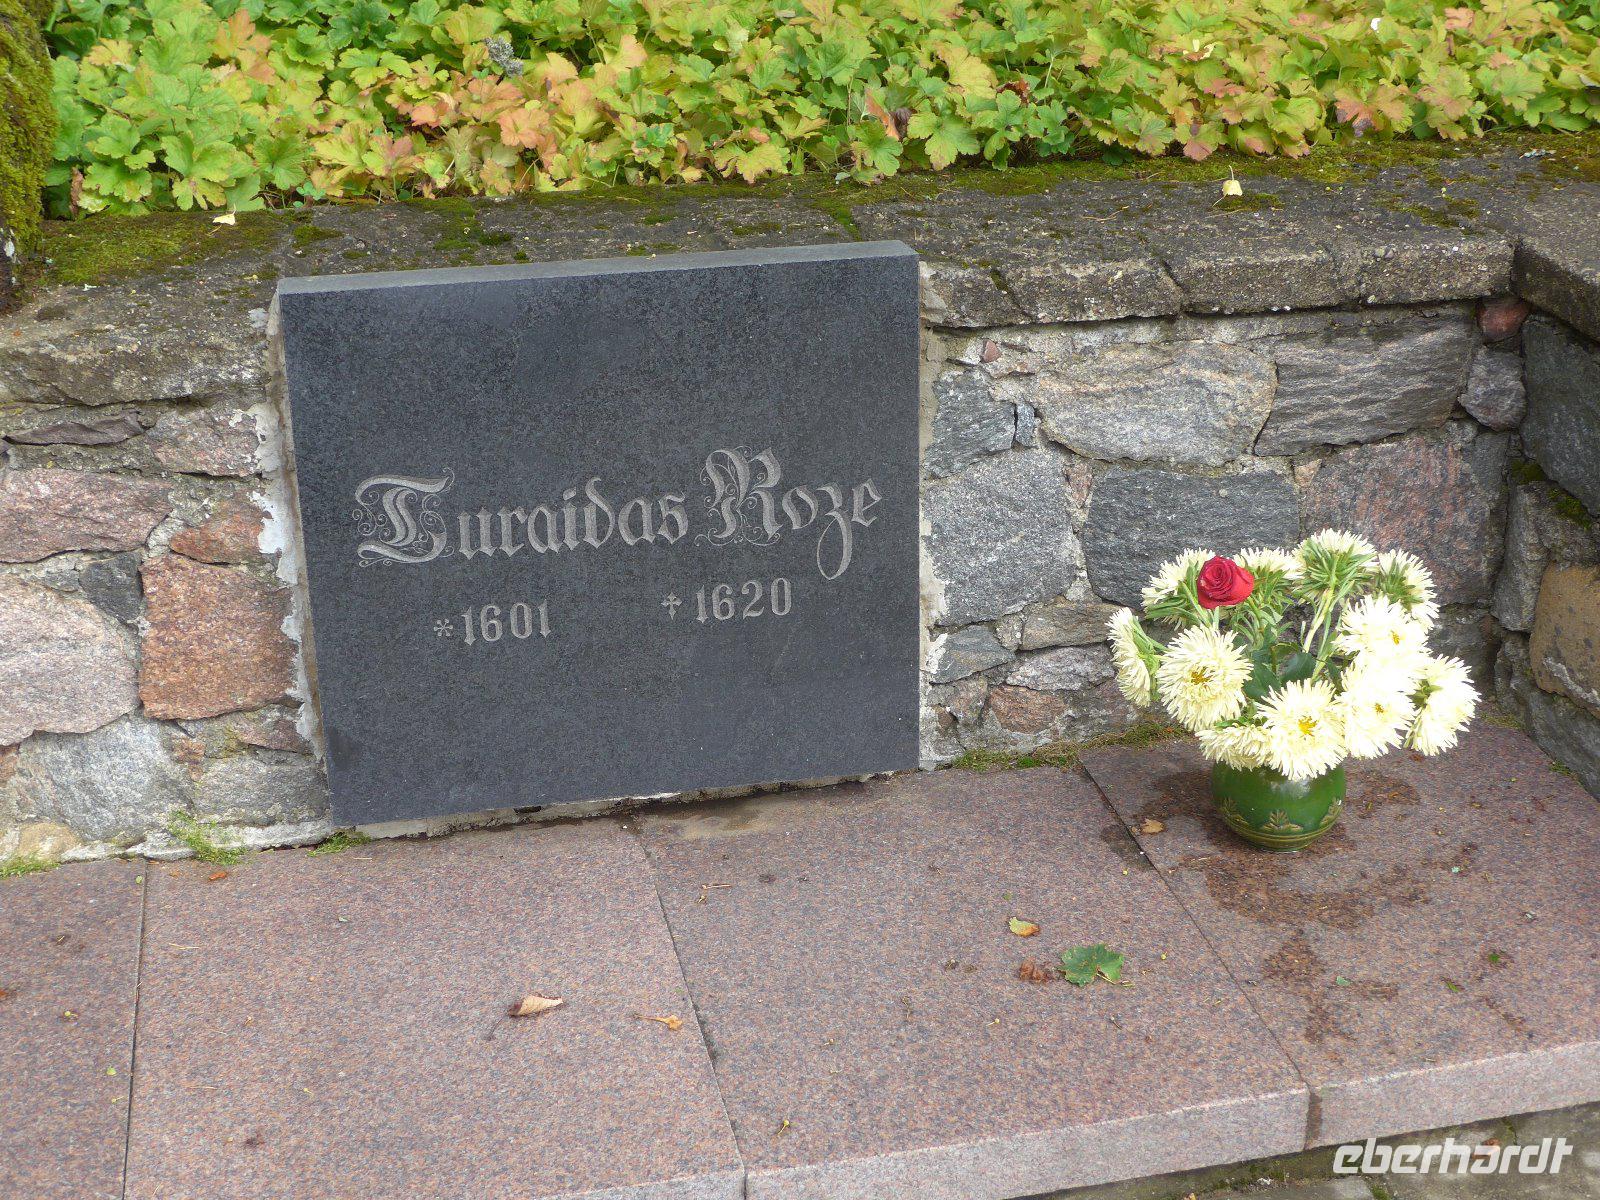 Turaidas Roze
* 1601 ✝ 1620
eberhardt